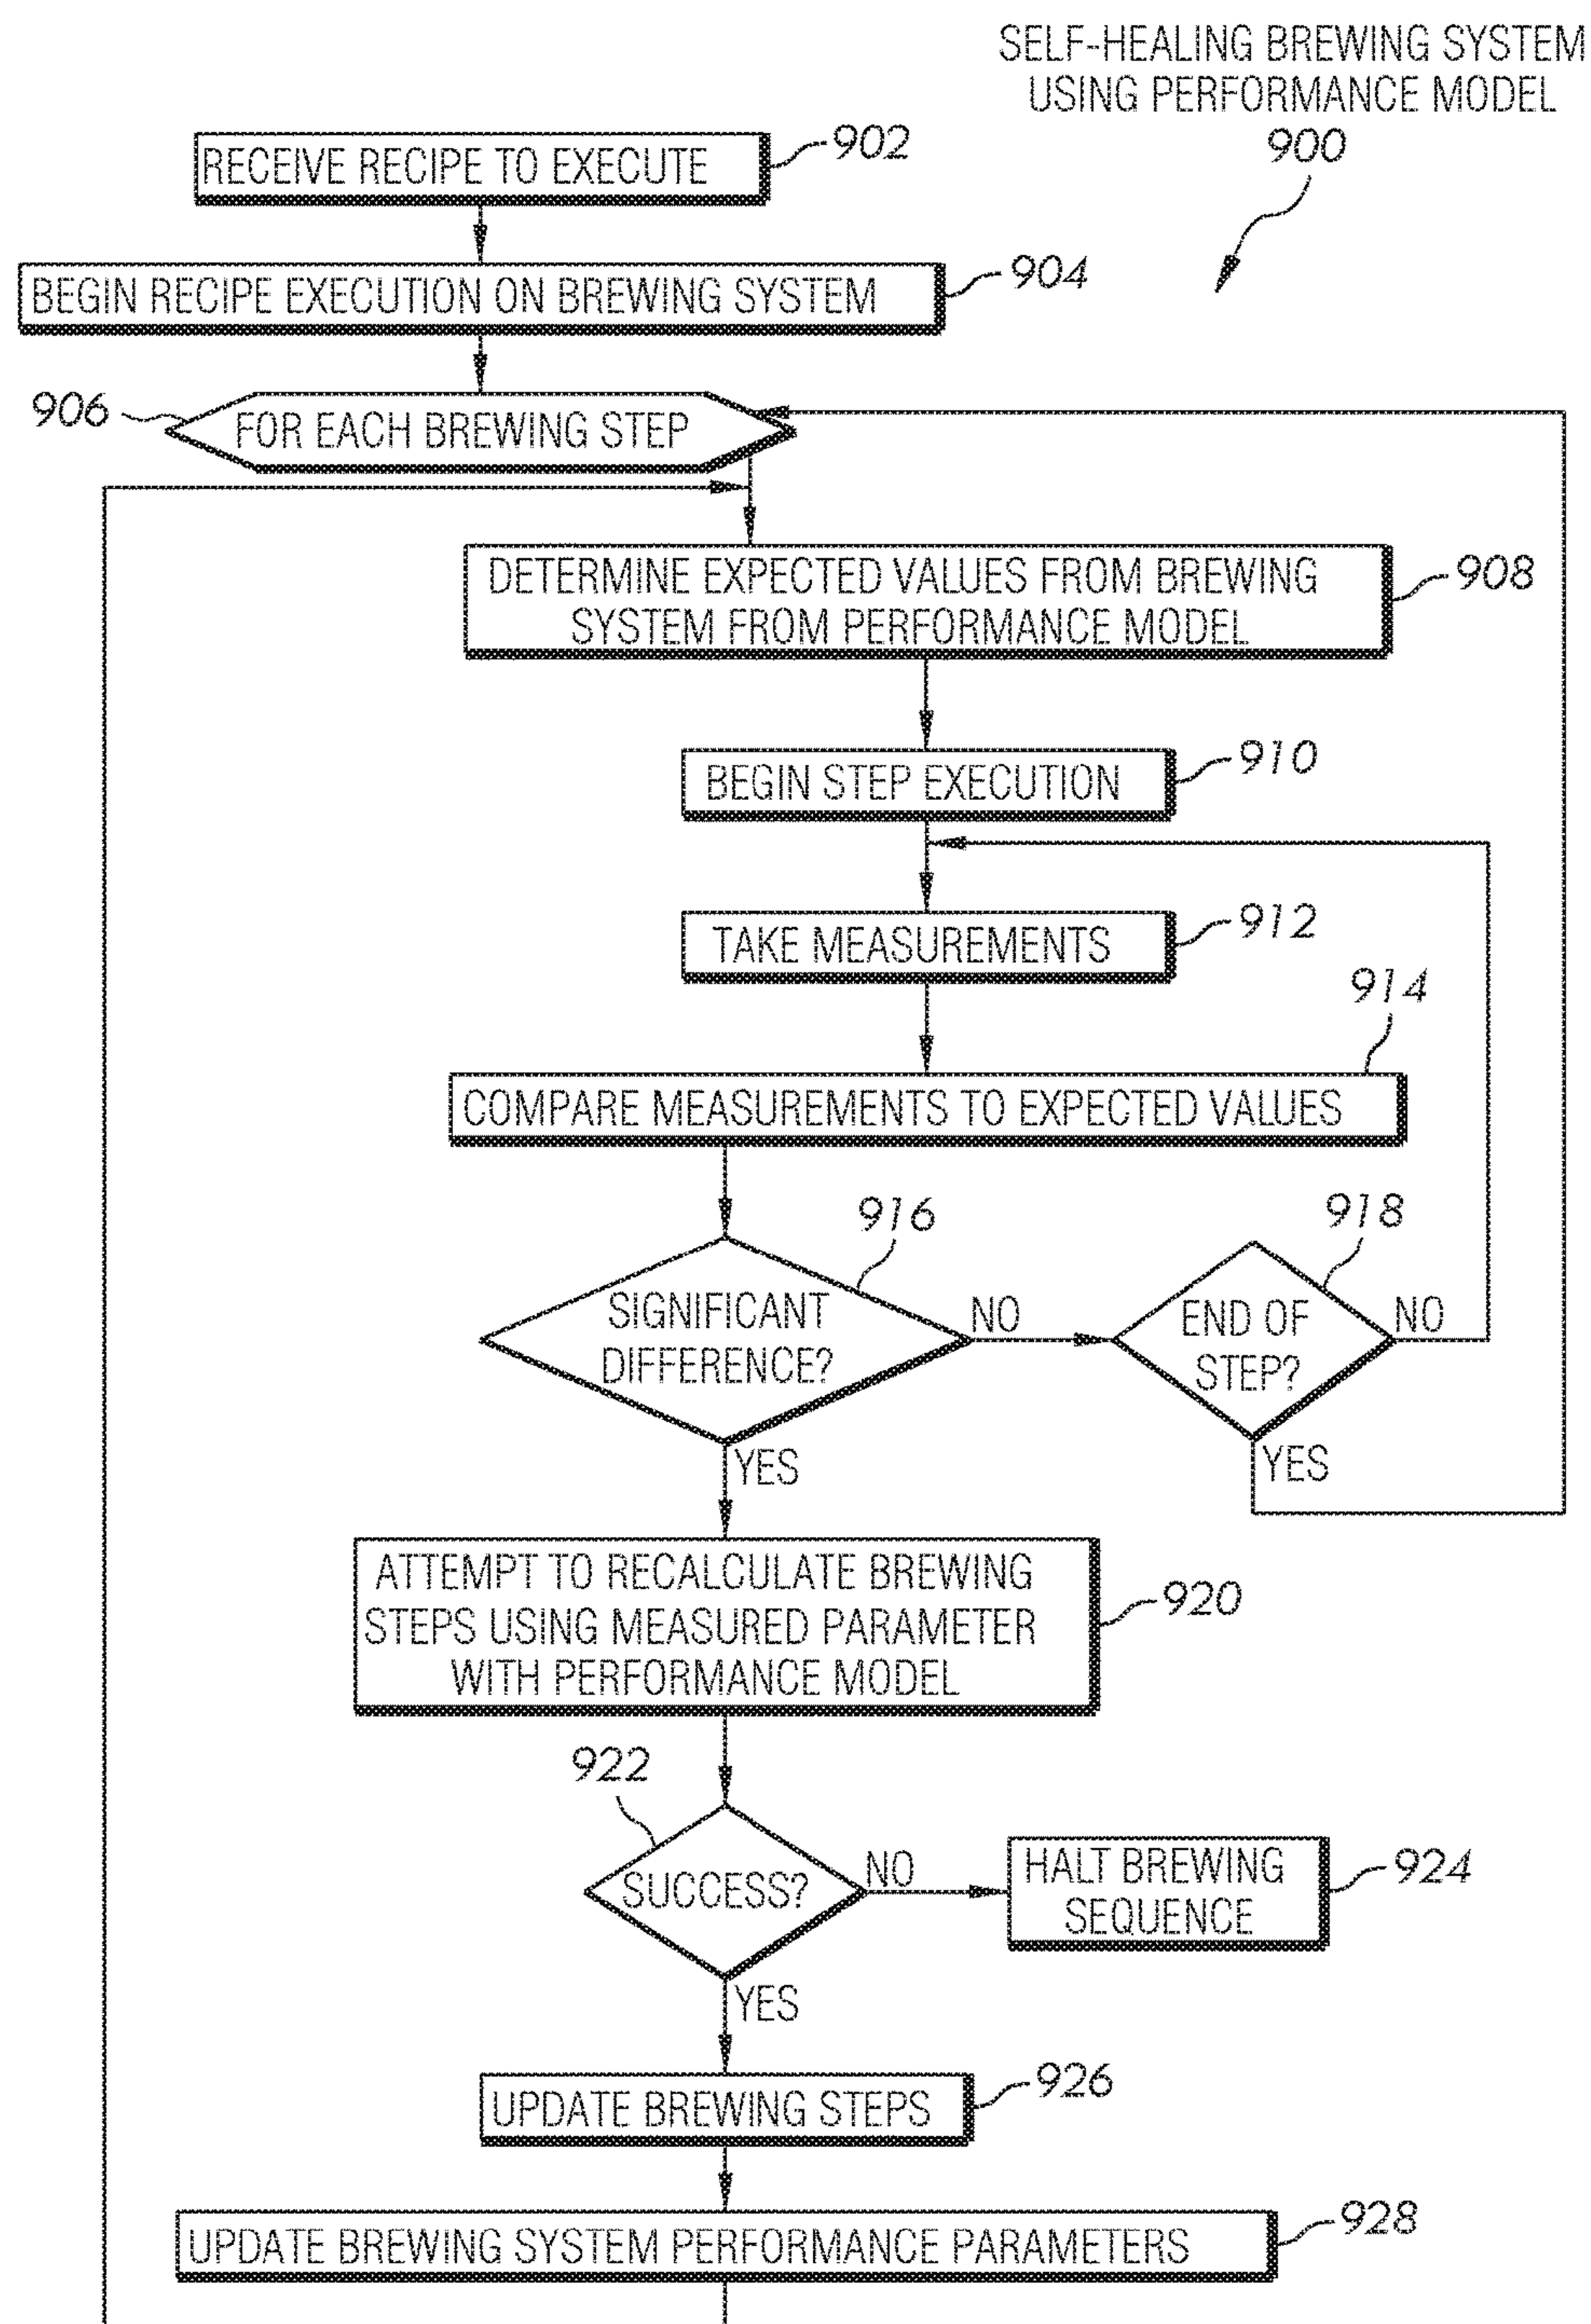 SELF-HEALING BREWING SYSTEM
USING PERFORMANCE MODEL
900
RECEIVE RECIPE TO EXECUTE
902
BEGIN RECIPE EXECUTION ON BREWING SYSTEM
904
906
FOR EACH BREWING STEP
DETERMINE EXPECTED VALUES FROM BREWING
SYSTEM FROM PERFORMANCE MODEL
908
BEGIN STEP EXECUTION
910
TAKE MEASUREMENTS
912
914
COMPARE MEASUREMENTS TO EXPECTED VALUES
916
SIGNIFICANT
DIFFERENCE?
NO
918
END OF
STEP?
NO
YES
YES
ATTEMPT TO RECALCULATE BREWING
STEPS USING MEASURED PARAMETER
WITH PERFORMANCE MODEL
920
922
SUCCESS?
NO
HALT BREWING
SEQUENCE
924
YES
UPDATE BREWING STEPS
926
UPDATE BREWING SYSTEM PERFORMANCE PARAMETERS
928